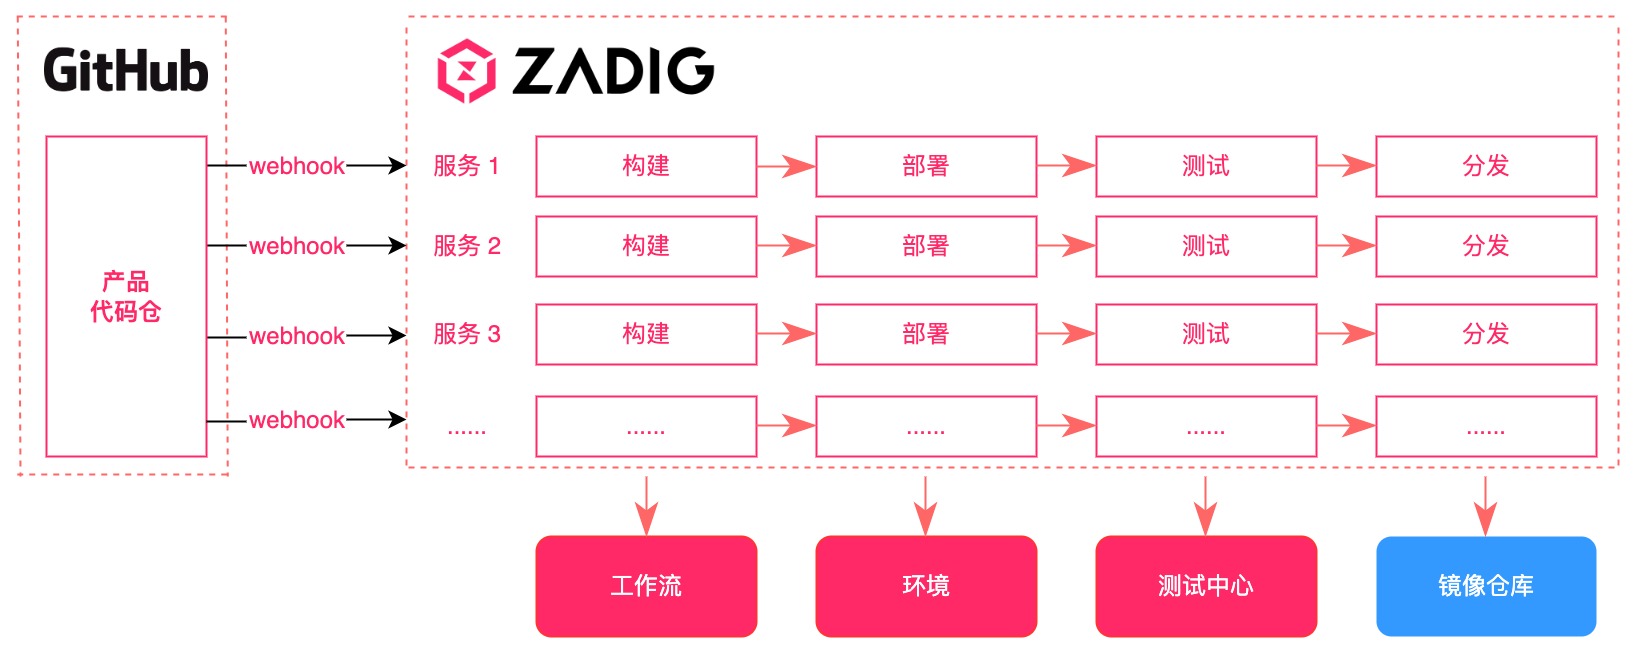 GitHub
ZADIG
产品
代码仓
webhook
服务 1
构建
部署
测试
分发
webhook
服务 2
构建
部署
测试
分发
webhook
服务 3
构建
部署
测试
分发
webhook
......
......
......
......
......
工作流
环境
测试中心
镜像仓库